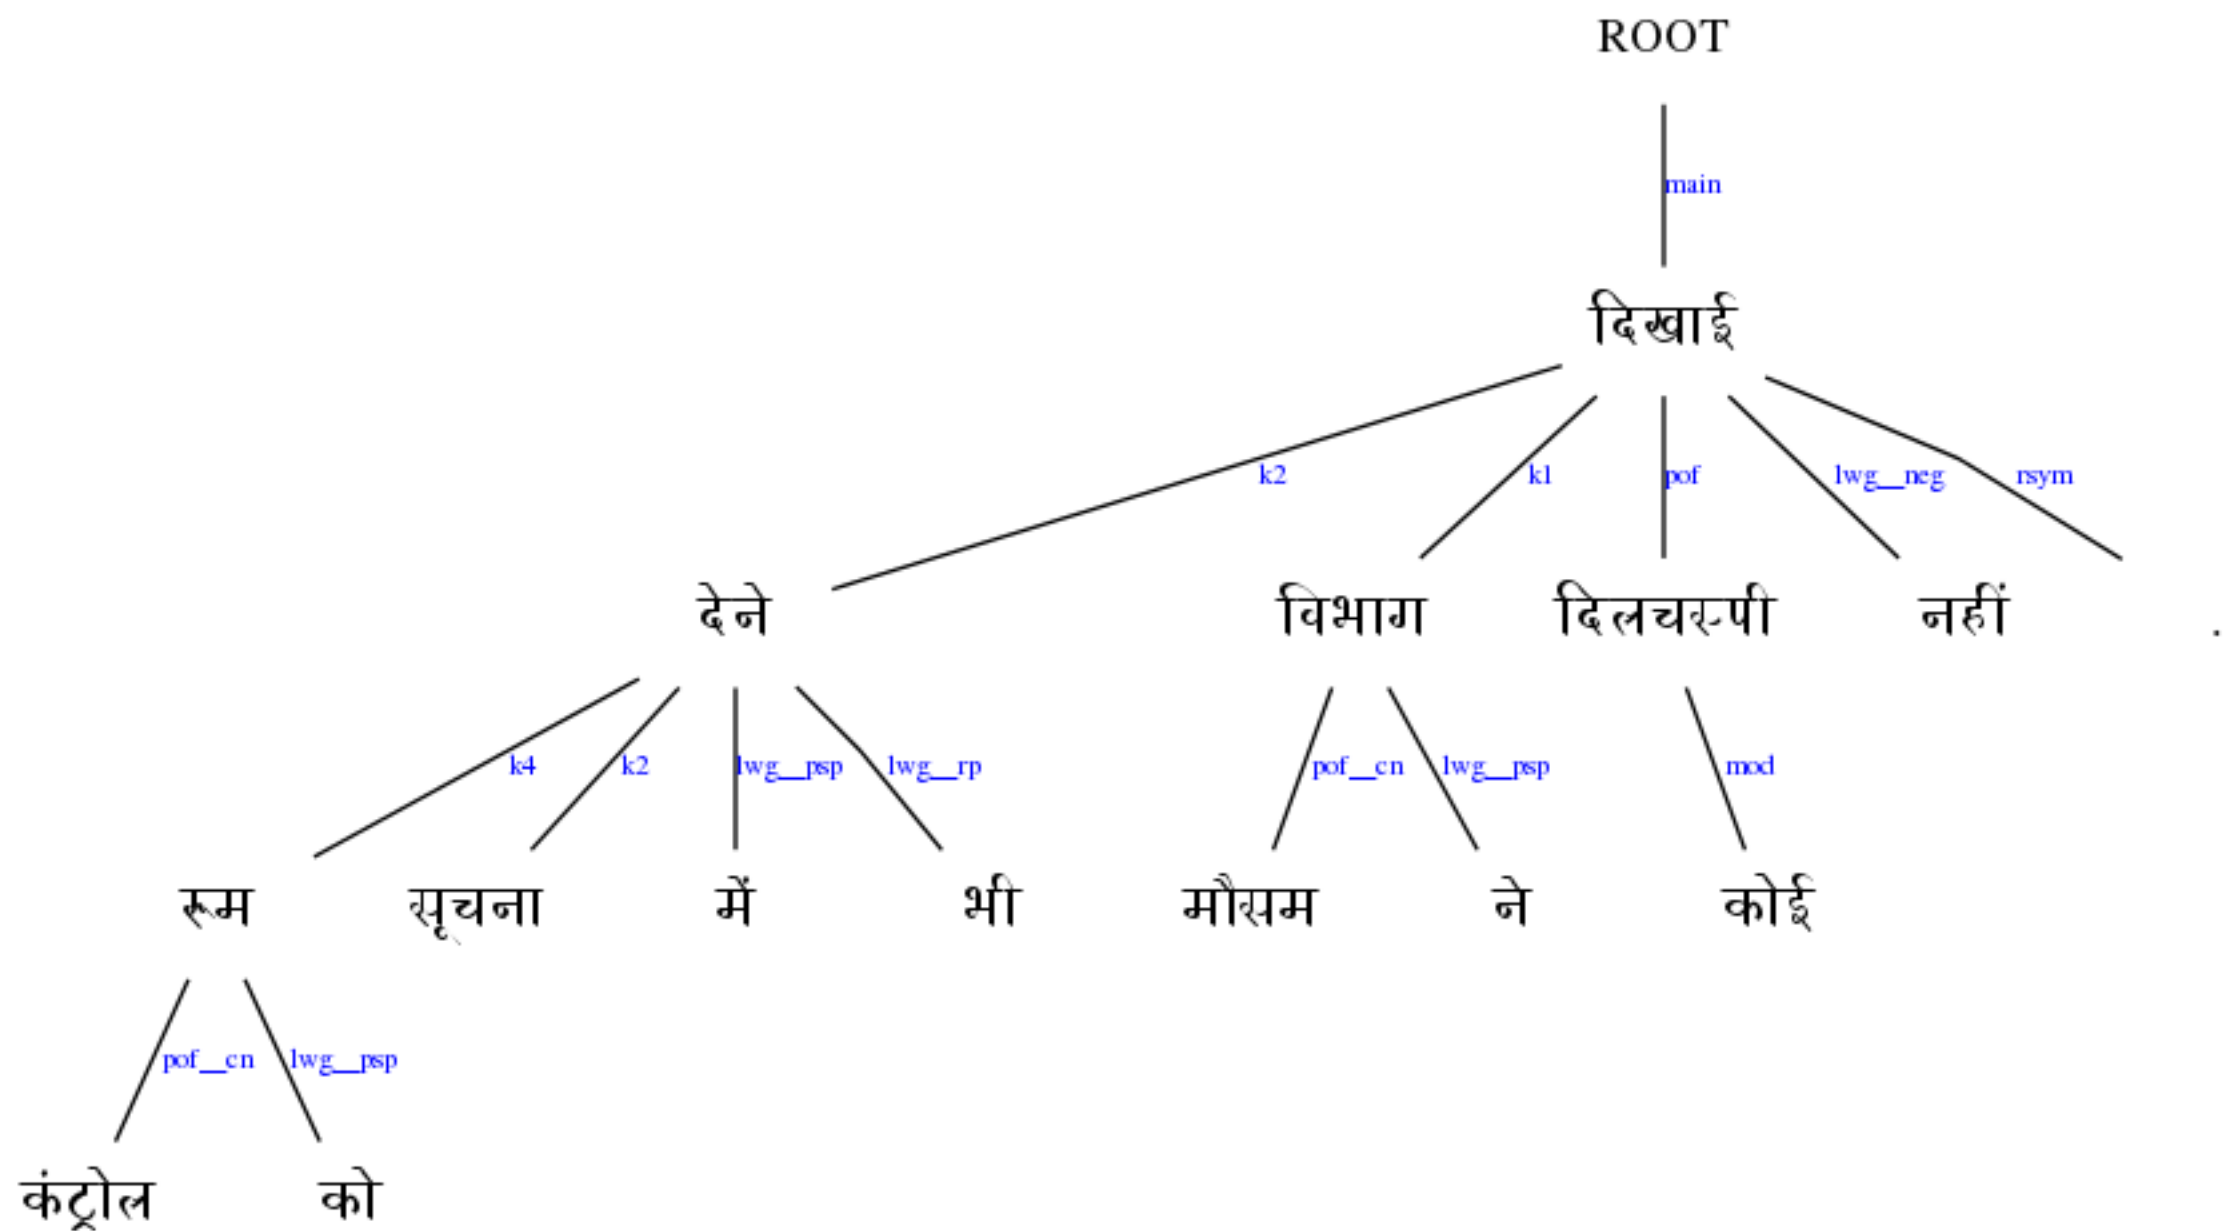 ROOT
main
दिखाई
k2 k1 pof lwg__neg rsym
देने विभाग दिलचस्पी नहीं .
k4 k2 lwg__psp lwg__rp pof__cn lwg__psp mod
रूम सूचना में भी मौसम ने कोई
pof__cn lwg__psp
कंट्रोल को